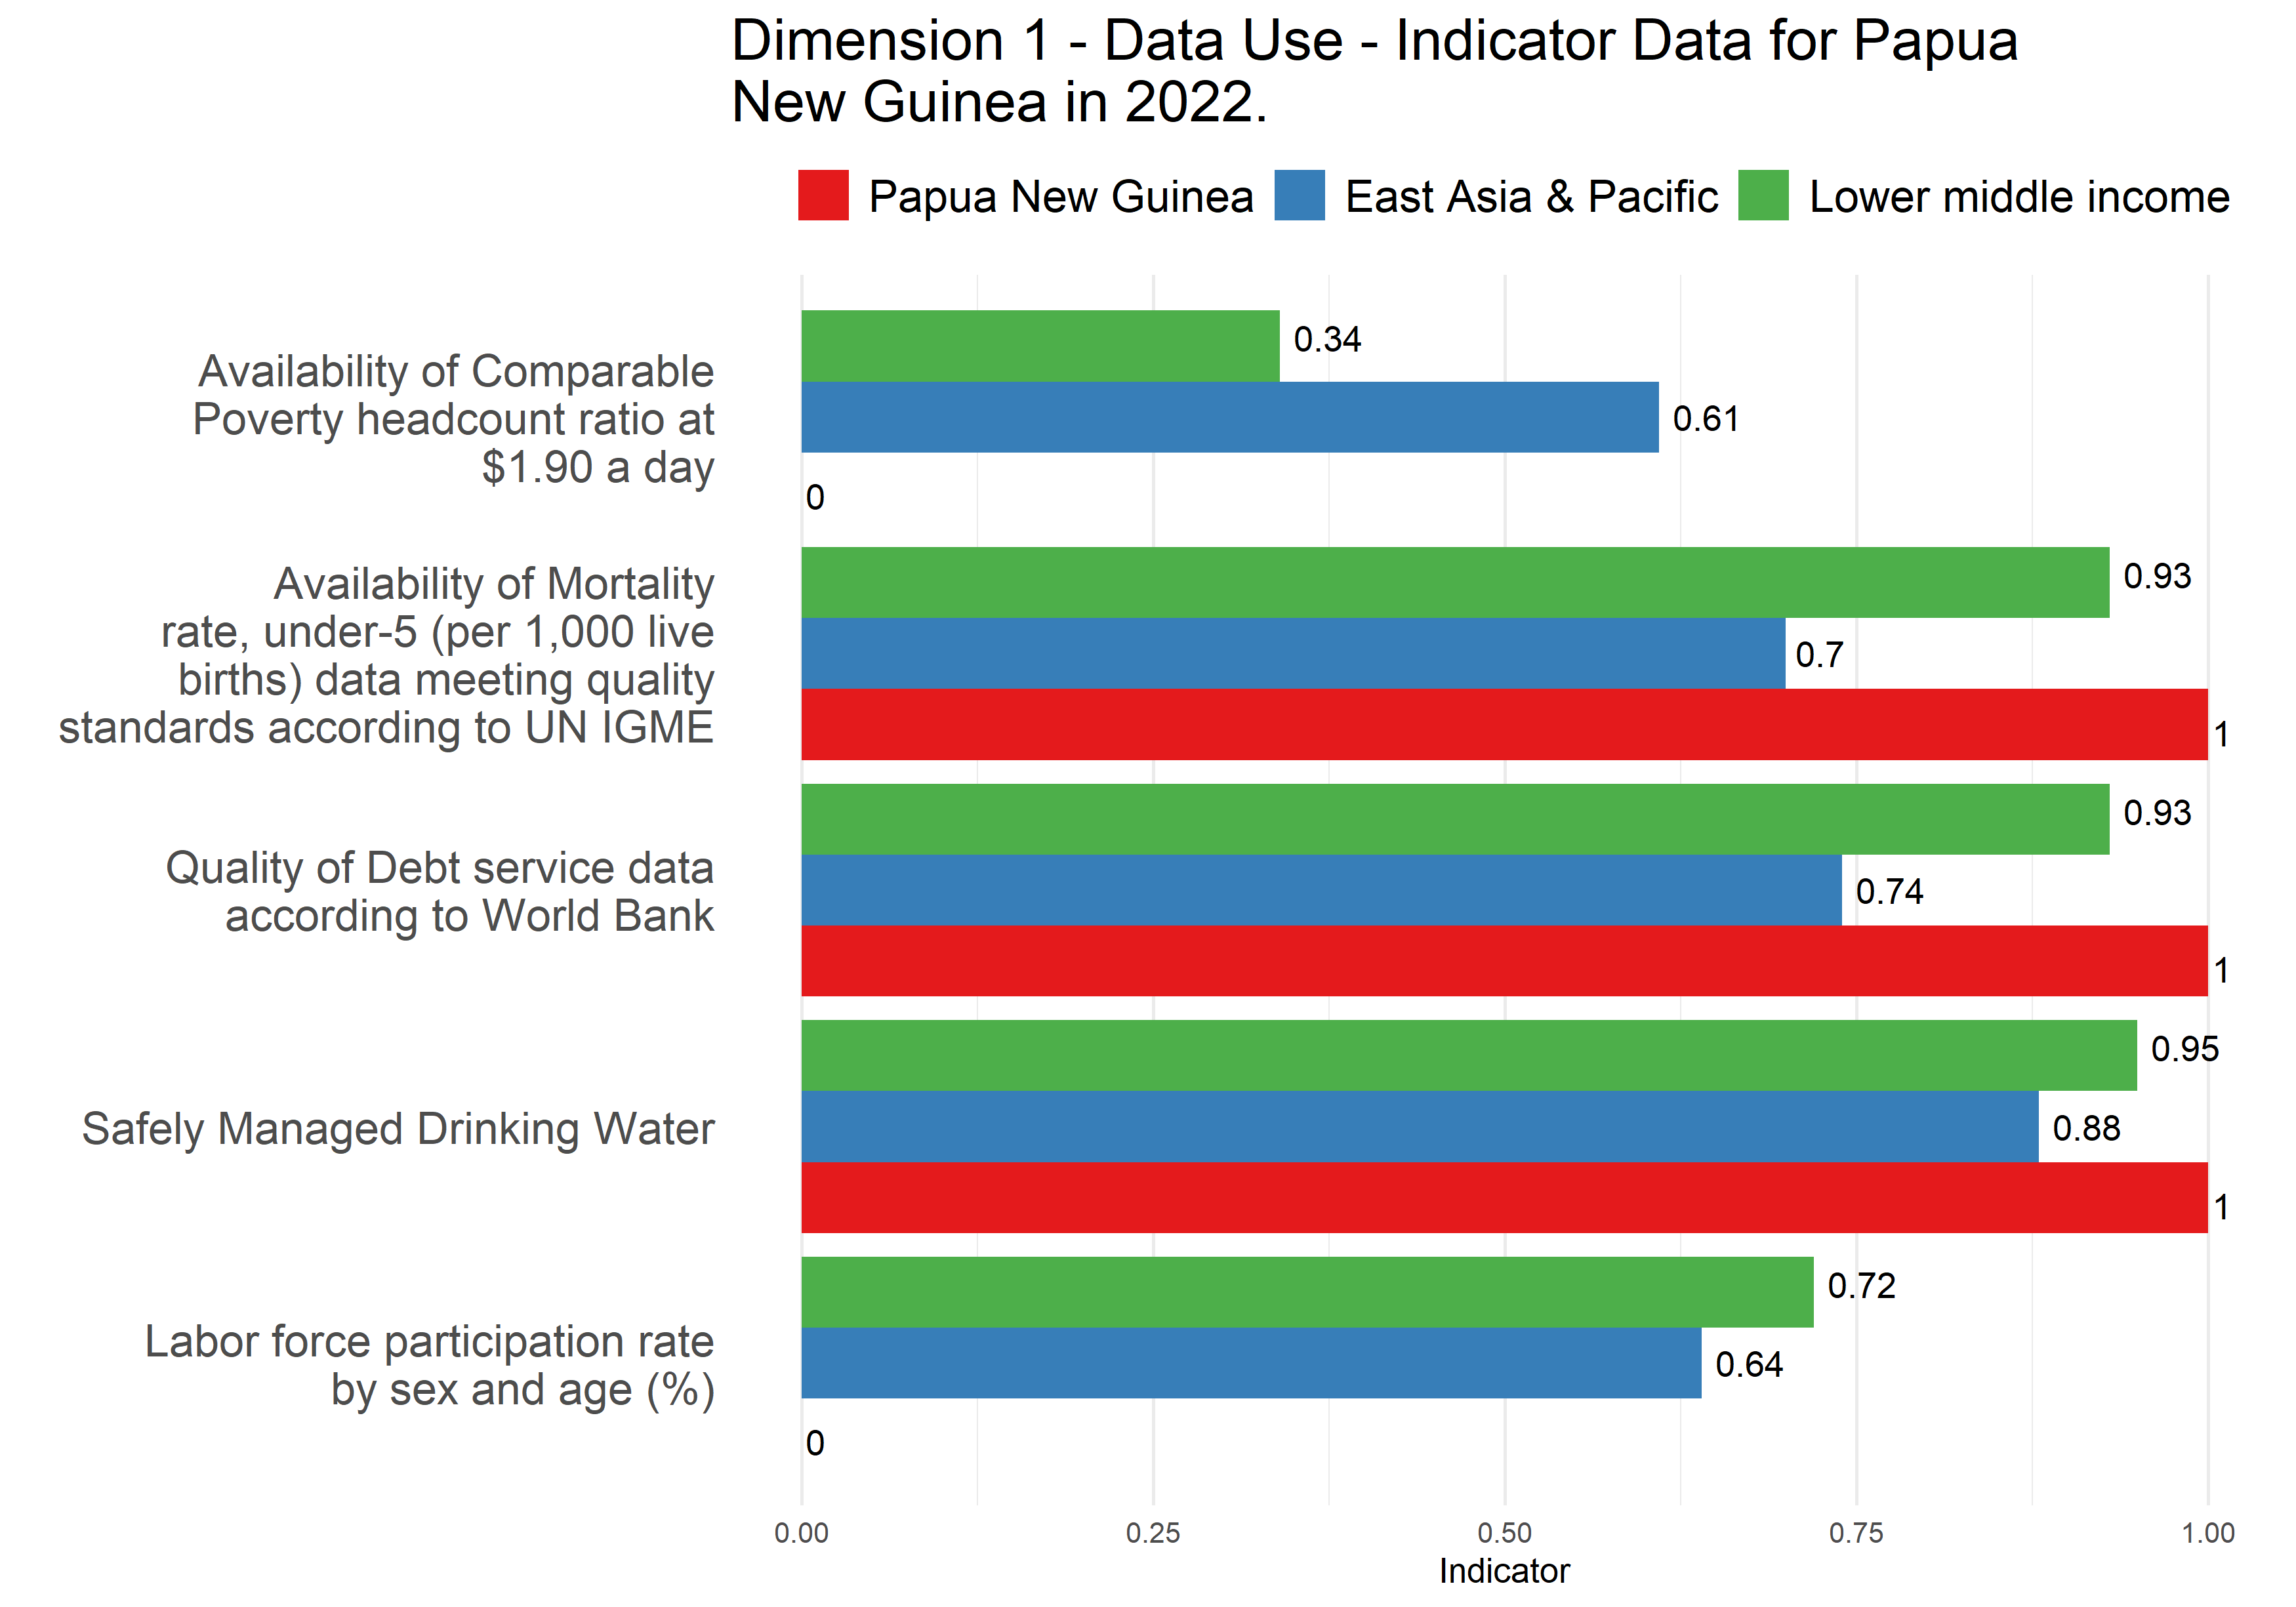 Dimension 1 - Data Use - Indicator Data for Papua
New Guinea in 2022.
Papua New Guinea
East Asia & Pacific
Lower middle income
Availability of Comparable
Poverty headcount ratio at
$1.90 a day
0.34
0.61
0
Availability of Mortality
rate, under-5 (per 1,000 live
births) data meeting quality
standards according to UN IGME
0.93
0.7
1
Quality of Debt service data
according to World Bank
0.93
0.74
1
Safely Managed Drinking Water
0.95
0.88
1
Labor force participation rate
by sex and age (%)
0.72
0.64
0
0.00
0.25
0.50
0.75
1.00
Indicator